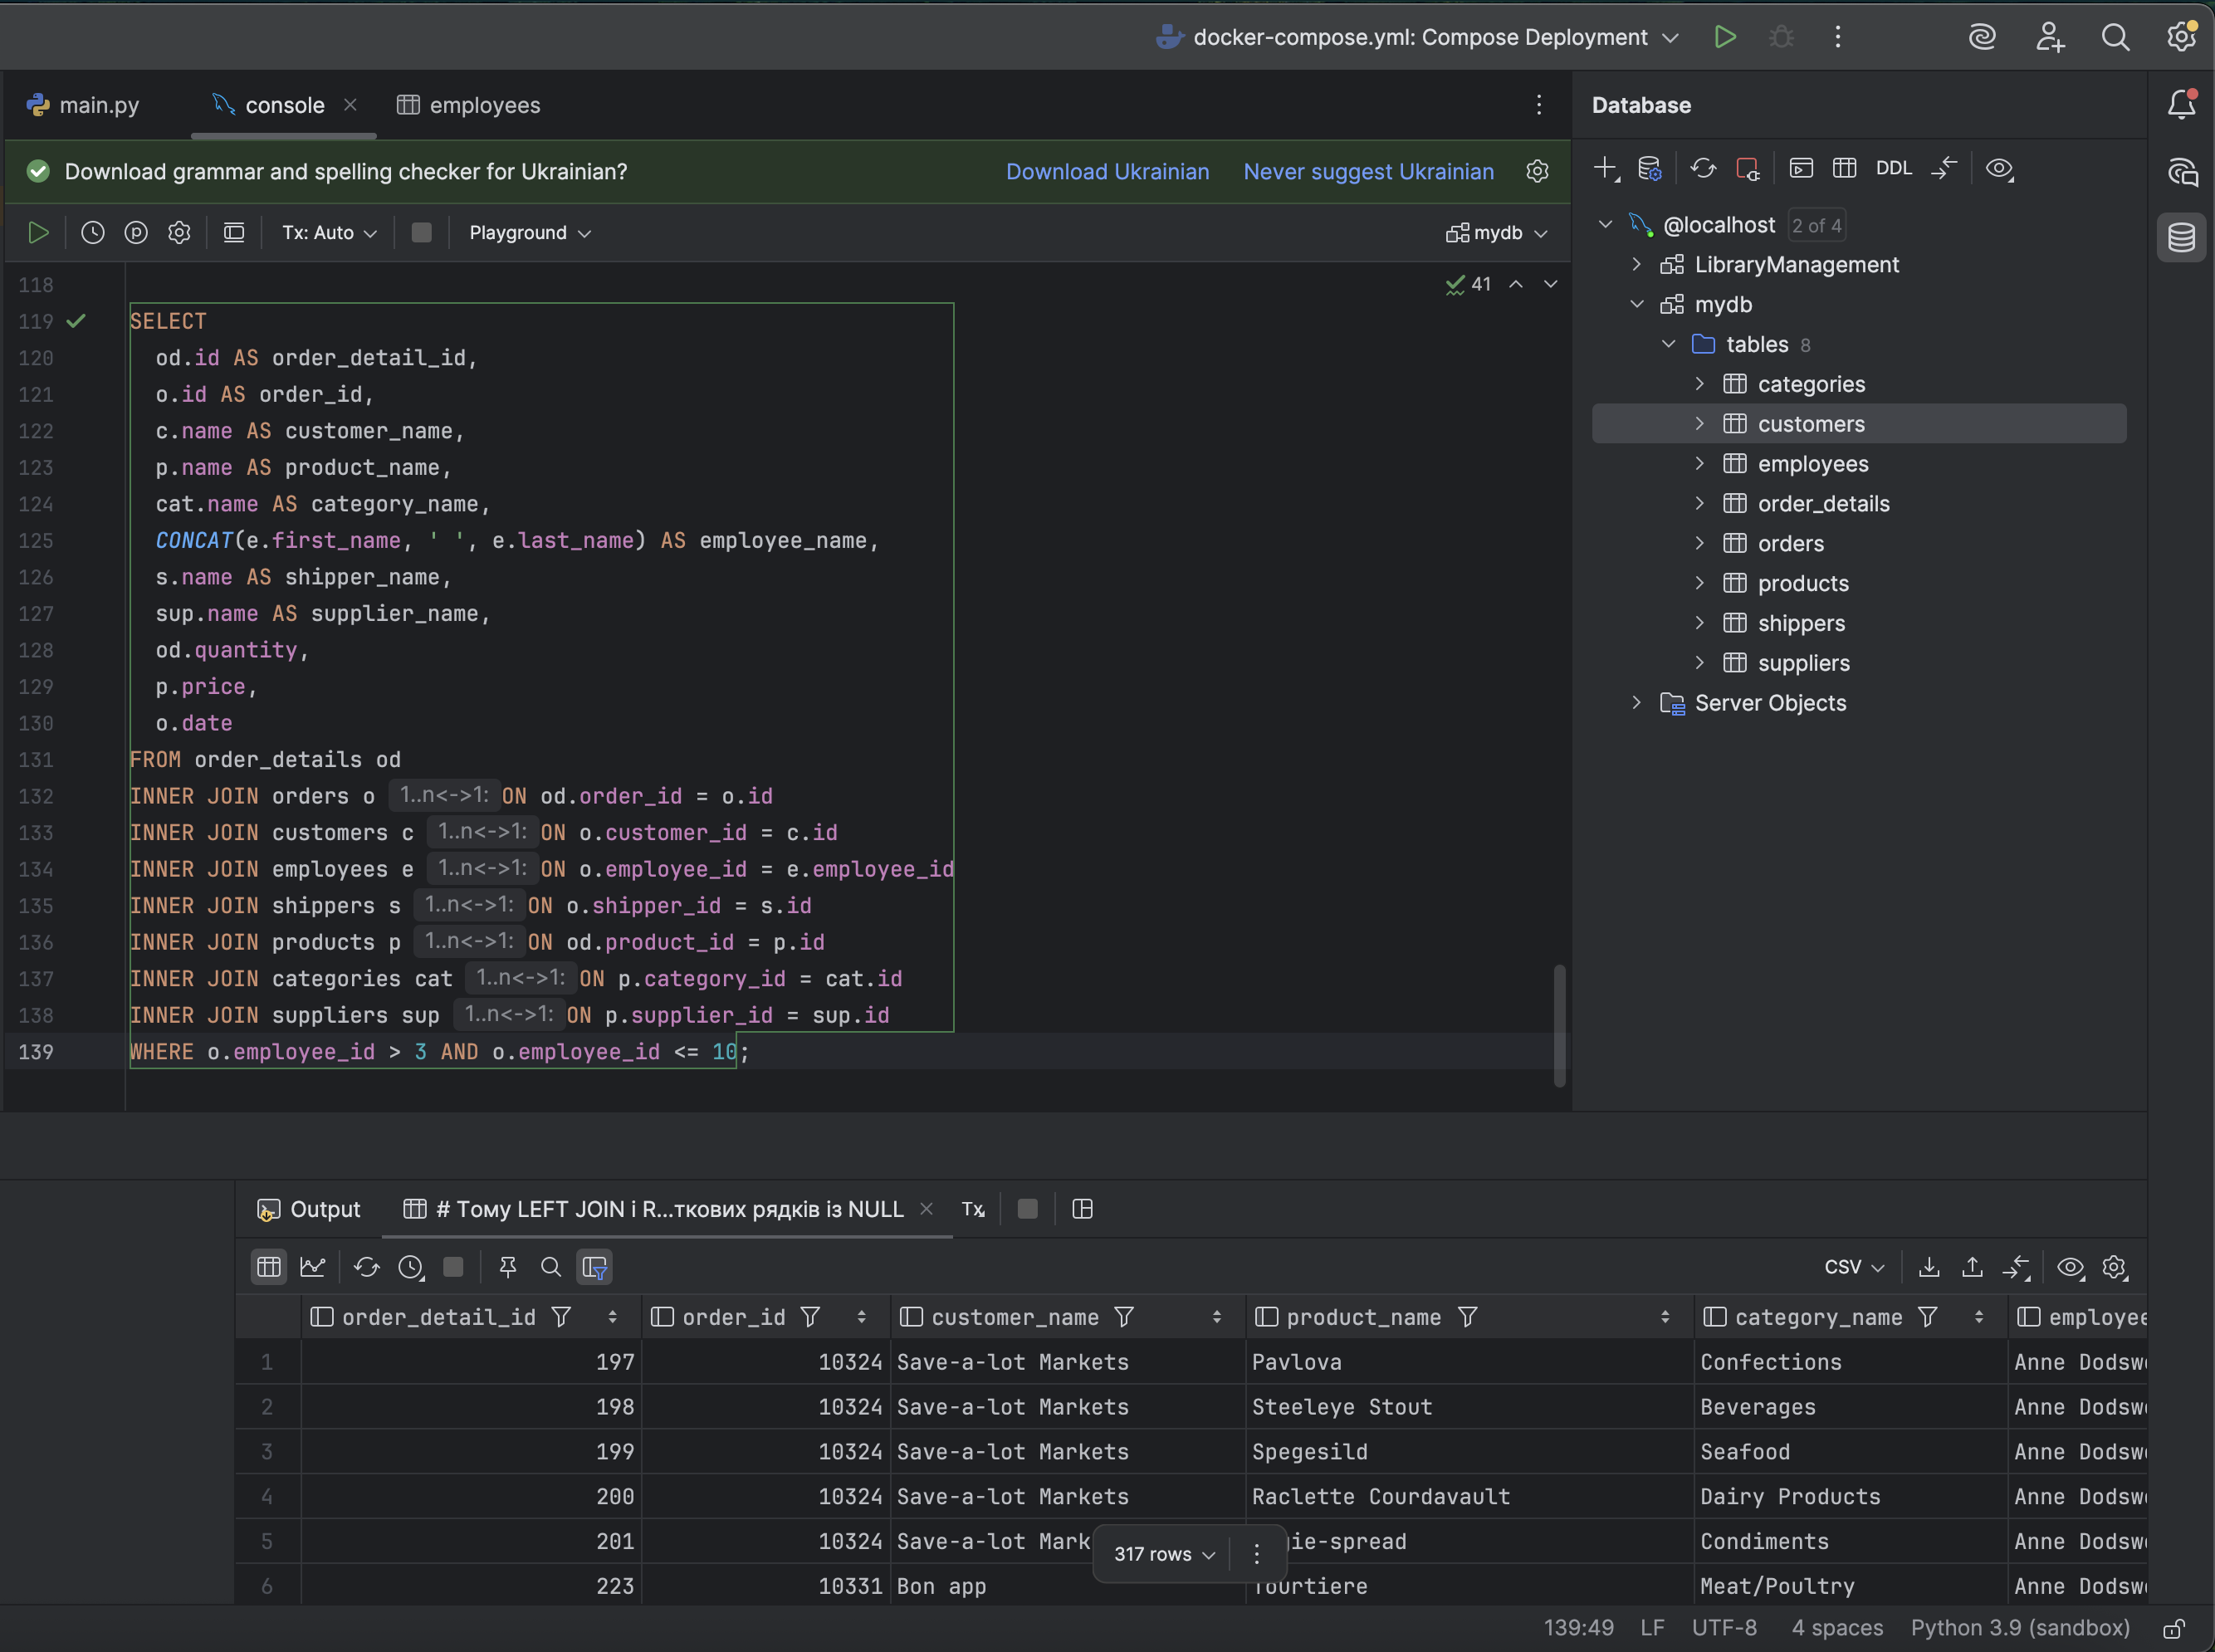 docker-compose.yml: Compose Deployment
main.py
console
employees
Database
Download grammar and spelling checker for Ukrainian?
Download Ukrainian
Never suggest Ukrainian
DDL
Tx: Auto
Playground
mydb
@localhost 2 of 4
LibraryManagement
mydb
tables 8
categories
customers
employees
order_details
orders
products
shippers
suppliers
Server Objects
41
118
119 SELECT
120 od.id AS order_detail_id,
121 o.id AS order_id,
122 c.name AS customer_name,
123 p.name AS product_name,
124 cat.name AS category_name,
125 CONCAT(e.first_name, ' ', e.last_name) AS employee_name,
126 s.name AS shipper_name,
127 sup.name AS supplier_name,
128 od.quantity,
129 p.price,
130 o.date
131 FROM order_details od
132 INNER JOIN orders o 1..n<->1: ON od.order_id = o.id
133 INNER JOIN customers c 1..n<->1: ON o.customer_id = c.id
134 INNER JOIN employees e 1..n<->1: ON o.employee_id = e.employee_id
135 INNER JOIN shippers s 1..n<->1: ON o.shipper_id = s.id
136 INNER JOIN products p 1..n<->1: ON od.product_id = p.id
137 INNER JOIN categories cat 1..n<->1: ON p.category_id = cat.id
138 INNER JOIN suppliers sup 1..n<->1: ON p.supplier_id = sup.id
139 WHERE o.employee_id > 3 AND o.employee_id <= 10;
Output
# Тому LEFT JOIN і R...ткових рядків із NULL
Tx
CSV
order_detail_id order_id customer_name product_name category_name employee
1 197 10324 Save-a-lot Markets Pavlova Confections Anne Dodsw
2 198 10324 Save-a-lot Markets Steeleye Stout Beverages Anne Dodsw
3 199 10324 Save-a-lot Markets Spegesild Seafood Anne Dodsw
4 200 10324 Save-a-lot Markets Raclette Courdavault Dairy Products Anne Dodsw
5 201 10324 Save-a-lot Mark ie-spread Condiments Anne Dodsw
317 rows
6 223 10331 Bon app Tourtiere Meat/Poultry Anne Dodsw
139:49 LF UTF-8 4 spaces Python 3.9 (sandbox)